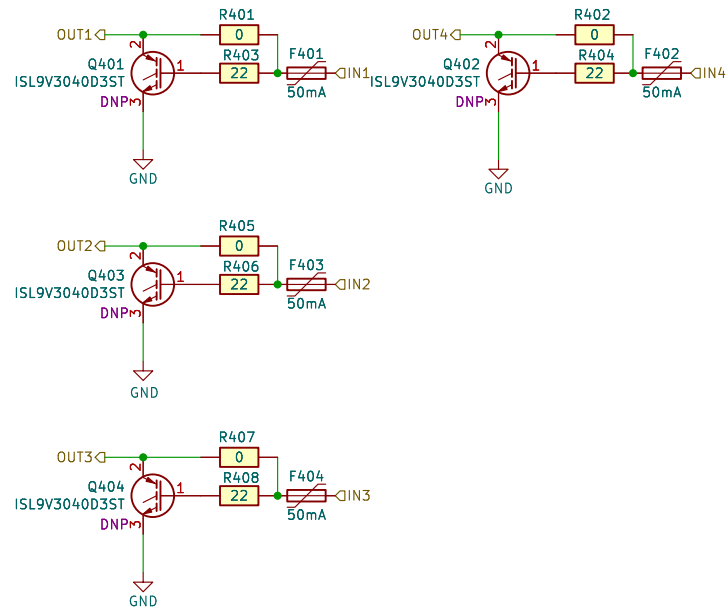 OUT1
2
Q401
ISL9V3040D3ST
DNP
3
1
R401
0
R403
22
F401
50mA
IN1
GND
OUT4
2
Q402
ISL9V3040D3ST
DNP
3
1
R402
0
R404
22
F402
50mA
IN4
GND
OUT2
2
Q403
ISL9V3040D3ST
DNP
3
1
R405
0
R406
22
F403
50mA
IN2
GND
OUT3
2
Q404
ISL9V3040D3ST
DNP
3
1
R407
0
R408
22
F404
50mA
IN3
GND